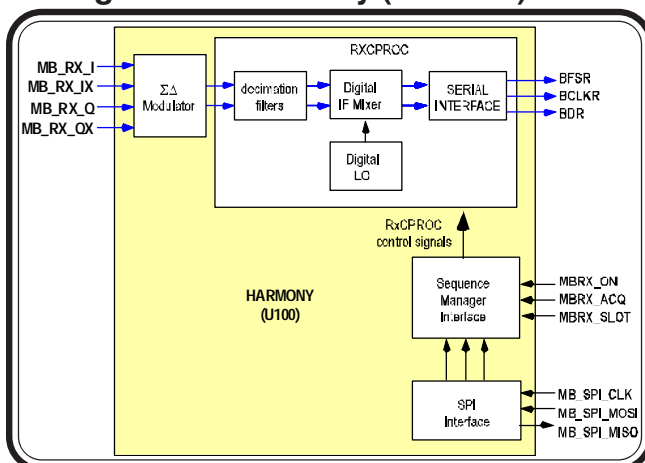 RXCPROC
MB_RX_I
MB_RX_IX
MB_RX_Q
MB_RX_QX
ΣΔ
Modulator
decimation
filters
Digital
IF Mixer
SERIAL
INTERFACE
BFSR
BCLKR
BDR
Digital
LO
RxCPROC
control signals
HARMONY
(U100)
Sequence
Manager
Interface
MBRX_ON
MBRX_ACQ
MBRX_SLOT
SPI
Interface
MB_SPI_CLK
MB_SPI_MOSI
MB_SPI_MISO